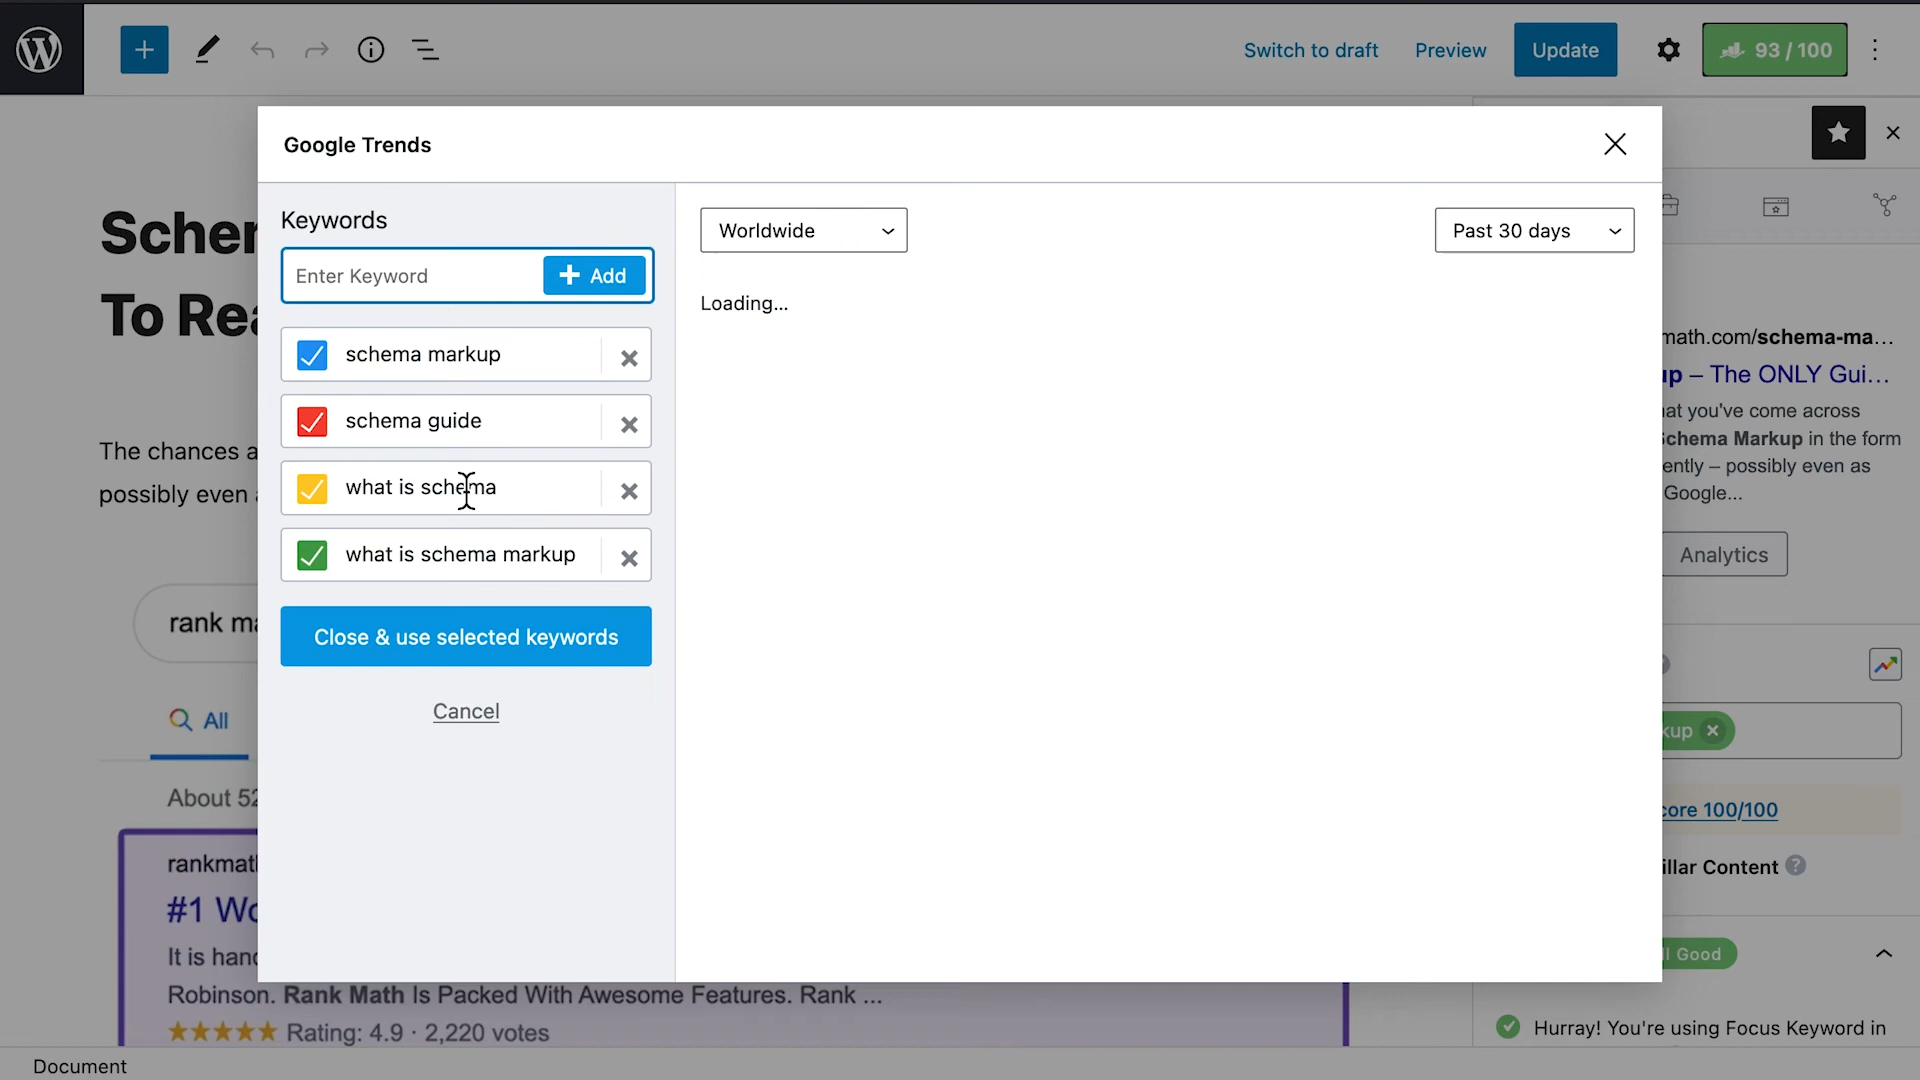 Switch to draft
Preview
Update
93 / 100
Google Trends
Keywords
Enter Keyword
Add
schema markup
schema guide
what is schema
what is schema markup
Close & use selected keywords
Cancel
Worldwide
Past 30 days
Loading...
Schem
To Rea
The chances a
possibly even
rank ma
All
About 52
rankmatl
#1 Wo
It is hand
Robinson. Rank Math Is Packed With Awesome Features. Rank ...
Rating: 4.9 · 2,220 votes
Document
math.com/schema-ma...
up – The ONLY Gui...
at you've come across
Schema Markup in the form
ently – possibly even as
Google...
Analytics
kup
core 100/100
illar Content
ll Good
Hurray! You're using Focus Keyword in